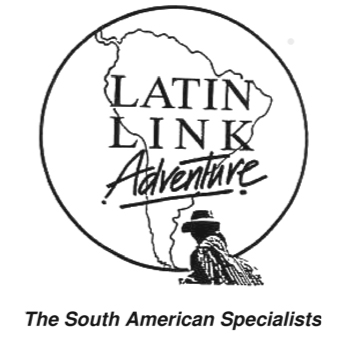 LATIN
LINK
Adventure
The South American Specialists